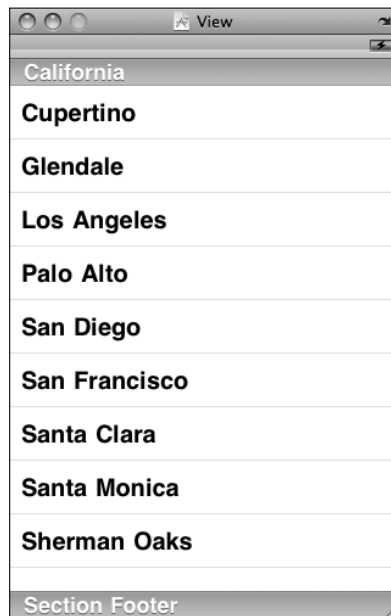 View
California
Cupertino
Glendale
Los Angeles
Palo Alto
San Diego
San Francisco
Santa Clara
Santa Monica
Sherman Oaks
Section Footer